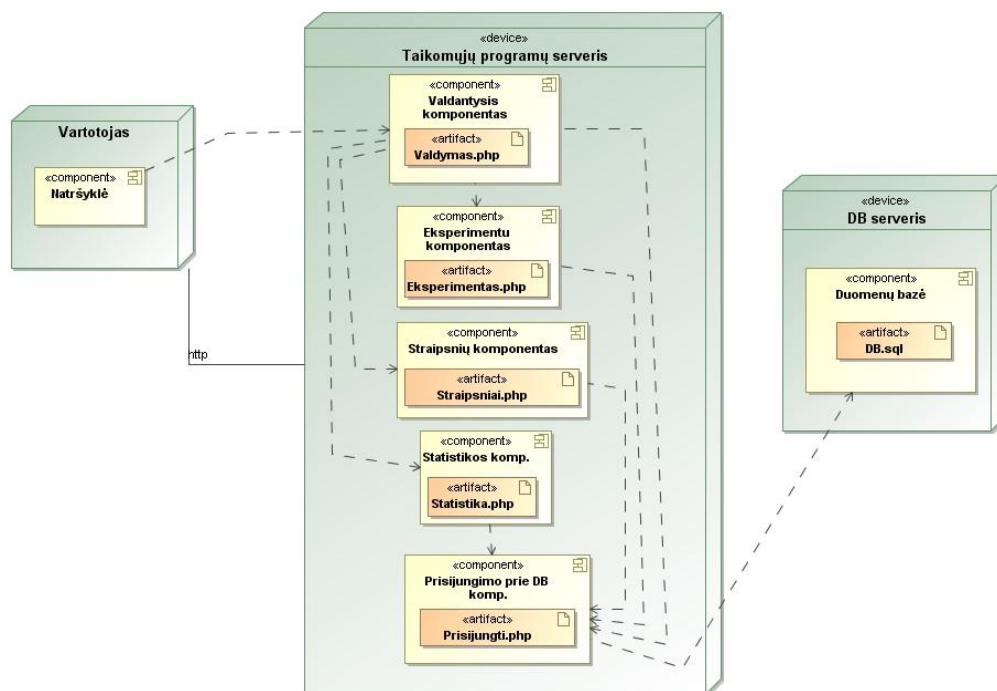 Vartotojas
«component»
Natršyklė
http
«device»
Taikomųjų programų serveris
«component»
Valdantysis
komponentas
«artifact»
Valdymas.php
«component»
Eksperimentu
komponentas
«artifact»
Eksperimentas.php
«component»
Straipsnių komponentas
«artifact»
Straipsniai.php
«component»
Statistikos komp.
«artifact»
Statistika.php
«component»
Prisijungimo prie DB
komp.
«artifact»
Prisijungti.php
«device»
DB serveris
«component»
Duomenų bazė
«artifact»
DB.sql